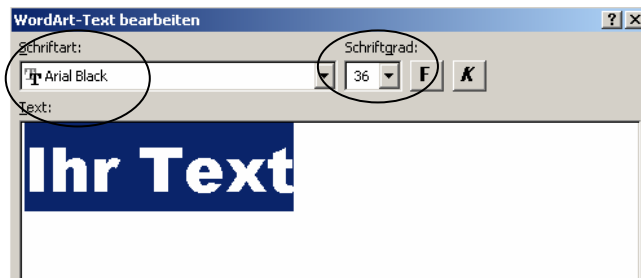 WordArt-Text bearbeiten ? X
Schriftart: Schriftgrad:
Arial Black 36 F K
Text:
Ihr Text